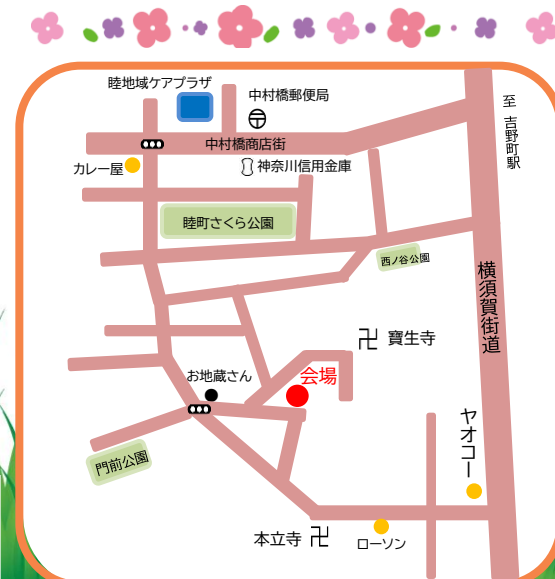 睦地域ケアプラザ
中村橋郵便局
至 吉野町駅
中村橋商店街
カレー屋
神奈川信用金庫
睦町さくら公園
西ノ谷公園
横須賀街道
卍 寶生寺
お地蔵さん
会場
ヤオコー
門前公園
本立寺 卍
ローソン